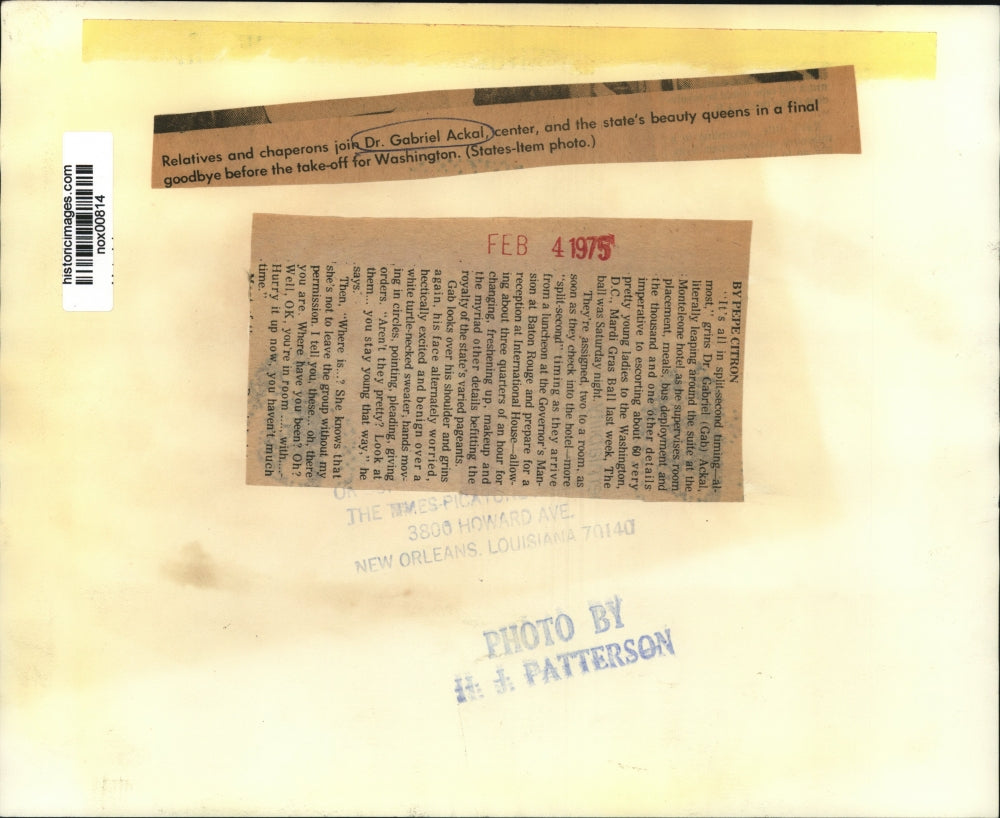 Relatives and chaperons join Dr. Gabriel Ackal, center, and the state's beauty queens in a final
goodbye before the take-off for Washington. (States-Item photo.)
historicimages.com
nox00814
FEB 4 1975
BY PEPE CITRON
"It's all in split-second timing—al-
most," grins Dr. Gabriel (Gab) Ackal,
literally leaping around the suite at the
Monteleone hotel as he supervises room
placement, meals, bus deployment and
the thousand and one other details
imperative to escorting about 60 very
pretty young ladies to the Washington,
D.C., Mardi Gras Ball last week. The
ball was Saturday night.
They're assigned, two to a room, as
soon as they check into the hotel—more
"split-second" timing as they arrive
from a luncheon at the Governor's Man-
sion at Baton Rouge and prepare for a
reception at International House—allow-
ing about three quarters of an hour for
changing, freshening up, makeup and
the myriad other details befitting the
royalty of the state's varied pageants.
Gab looks over his shoulder and grins
again, his face alternately worried,
hectically excited and benign over a
white turtle-necked sweater, hands mov-
ing in circles, pointing, pleading, giving
orders. "Aren't they pretty? Look at
them... you stay young that way," he
says.
Then, "Where is...? She knows that
she's not to leave the group without my
permission. I tell you, these... oh, there
you are. Where have you been? Oh?
Well, OK, you're in room ..... with....
Hurry it up now, you haven't much
time."
THE TIMES-PICAYUNE
3800 HOWARD AVE.
NEW ORLEANS, LOUISIANA 70140
PHOTO BY
H. J. PATTERSON